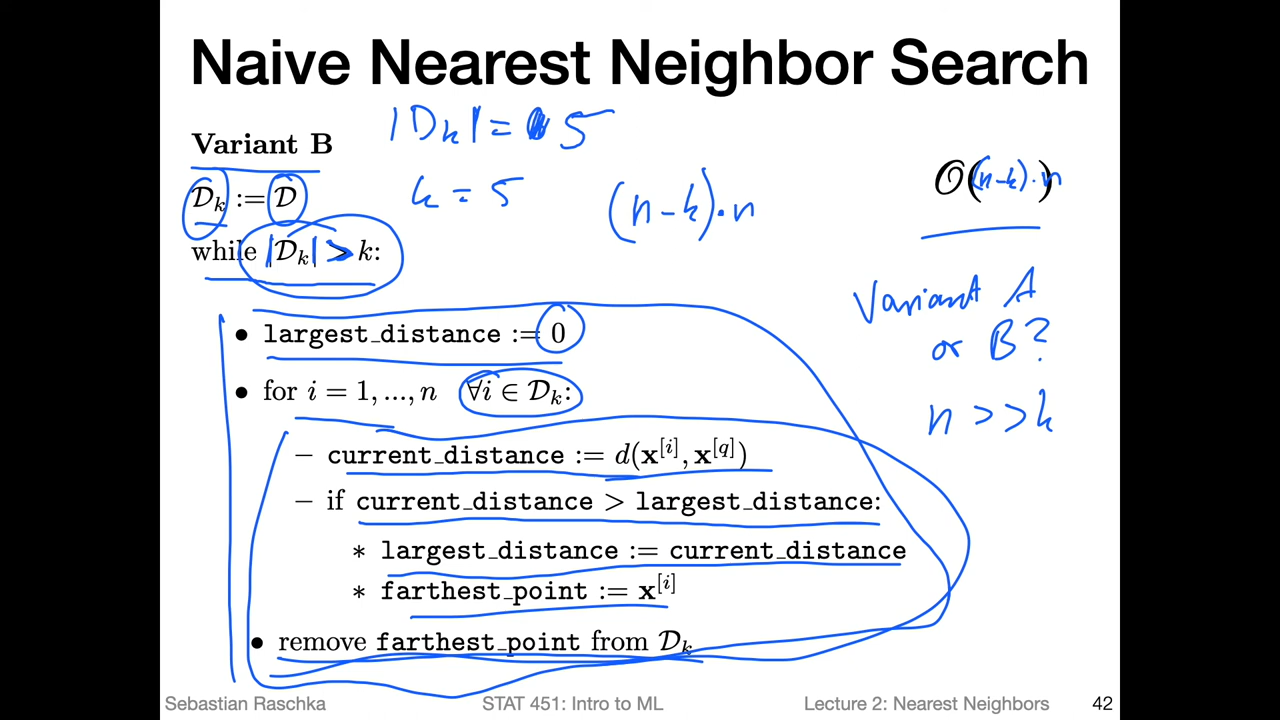 Naive Nearest Neighbor Search
Variant B
|Dₖ| = 5
𝒟ₖ := 𝒟
k = 5
(n-k)·n
𝒪((n-k)·n)
while |𝒟ₖ| > k:
Variant A
or B?
n >> k
• largest_distance := 0
• for i = 1, ..., n ∀i ∈ 𝒟ₖ:
– current_distance := d(x^[i], x^[q])
– if current_distance > largest_distance:
* largest_distance := current_distance
* farthest_point := x^[i]
• remove farthest_point from 𝒟ₖ
Sebastian Raschka STAT 451: Intro to ML Lecture 2: Nearest Neighbors 42